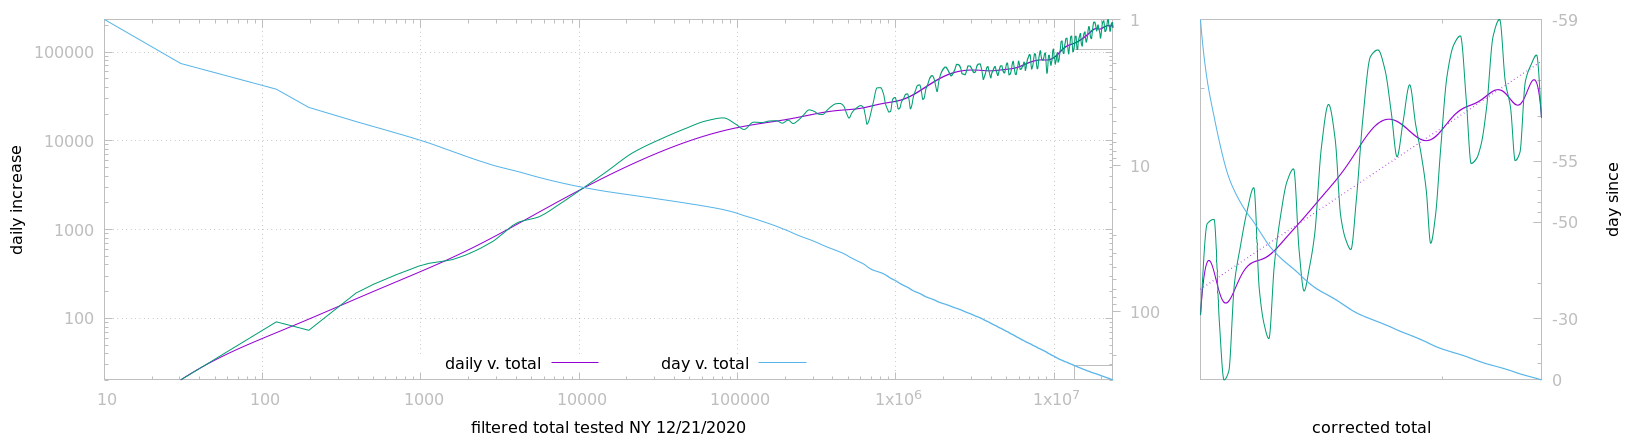 daily increase
100000
10000
1000
100
10
100
1000
10000
100000
1x10⁶
1x10⁷
daily v. total
day v. total
filtered total tested NY 12/21/2020
1
10
100
-59
-55
-50
-30
0
day since
corrected total